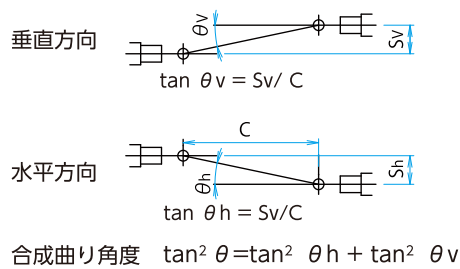 θv
垂直方向
Sv
tan θv = Sv/ C
C
水平方向
Sh
θh
tan θh = Sv/C
合成曲り角度 tan² θ=tan² θh + tan² θv